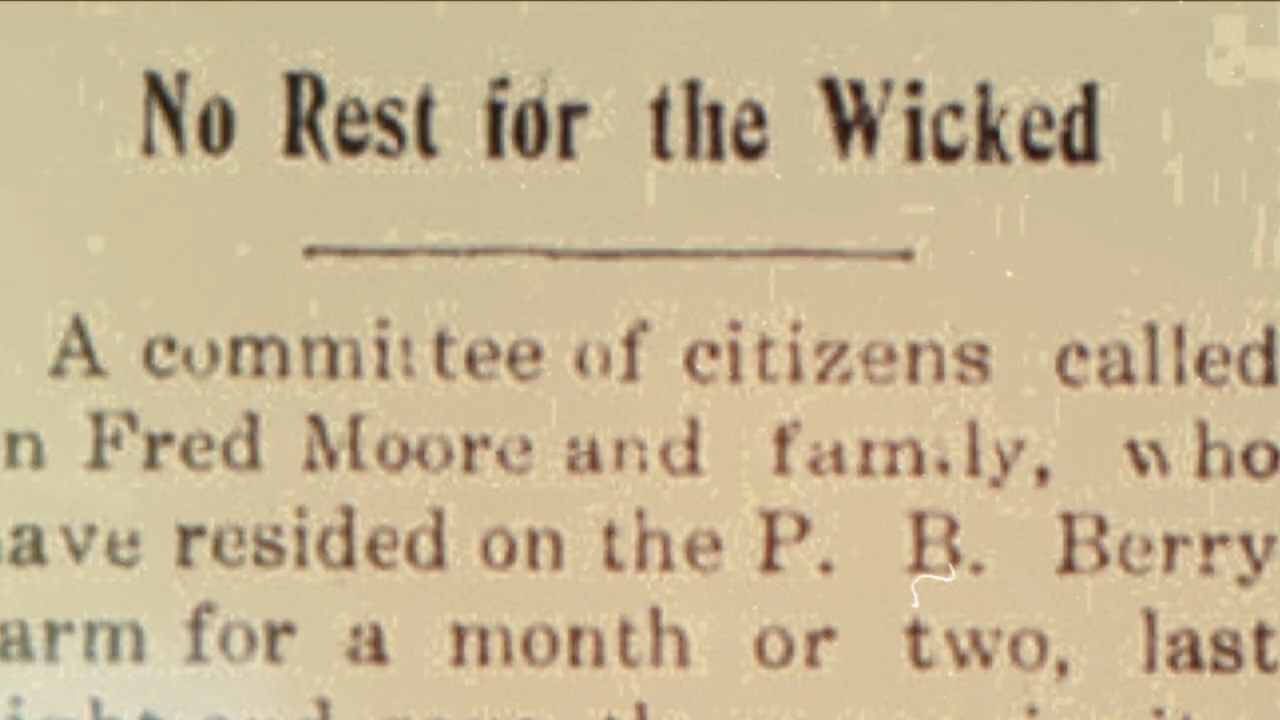 No Rest for the Wicked
A committee of citizens called
n Fred Moore and family, who
ave resided on the P. B. Berry
arm for a month or two, last